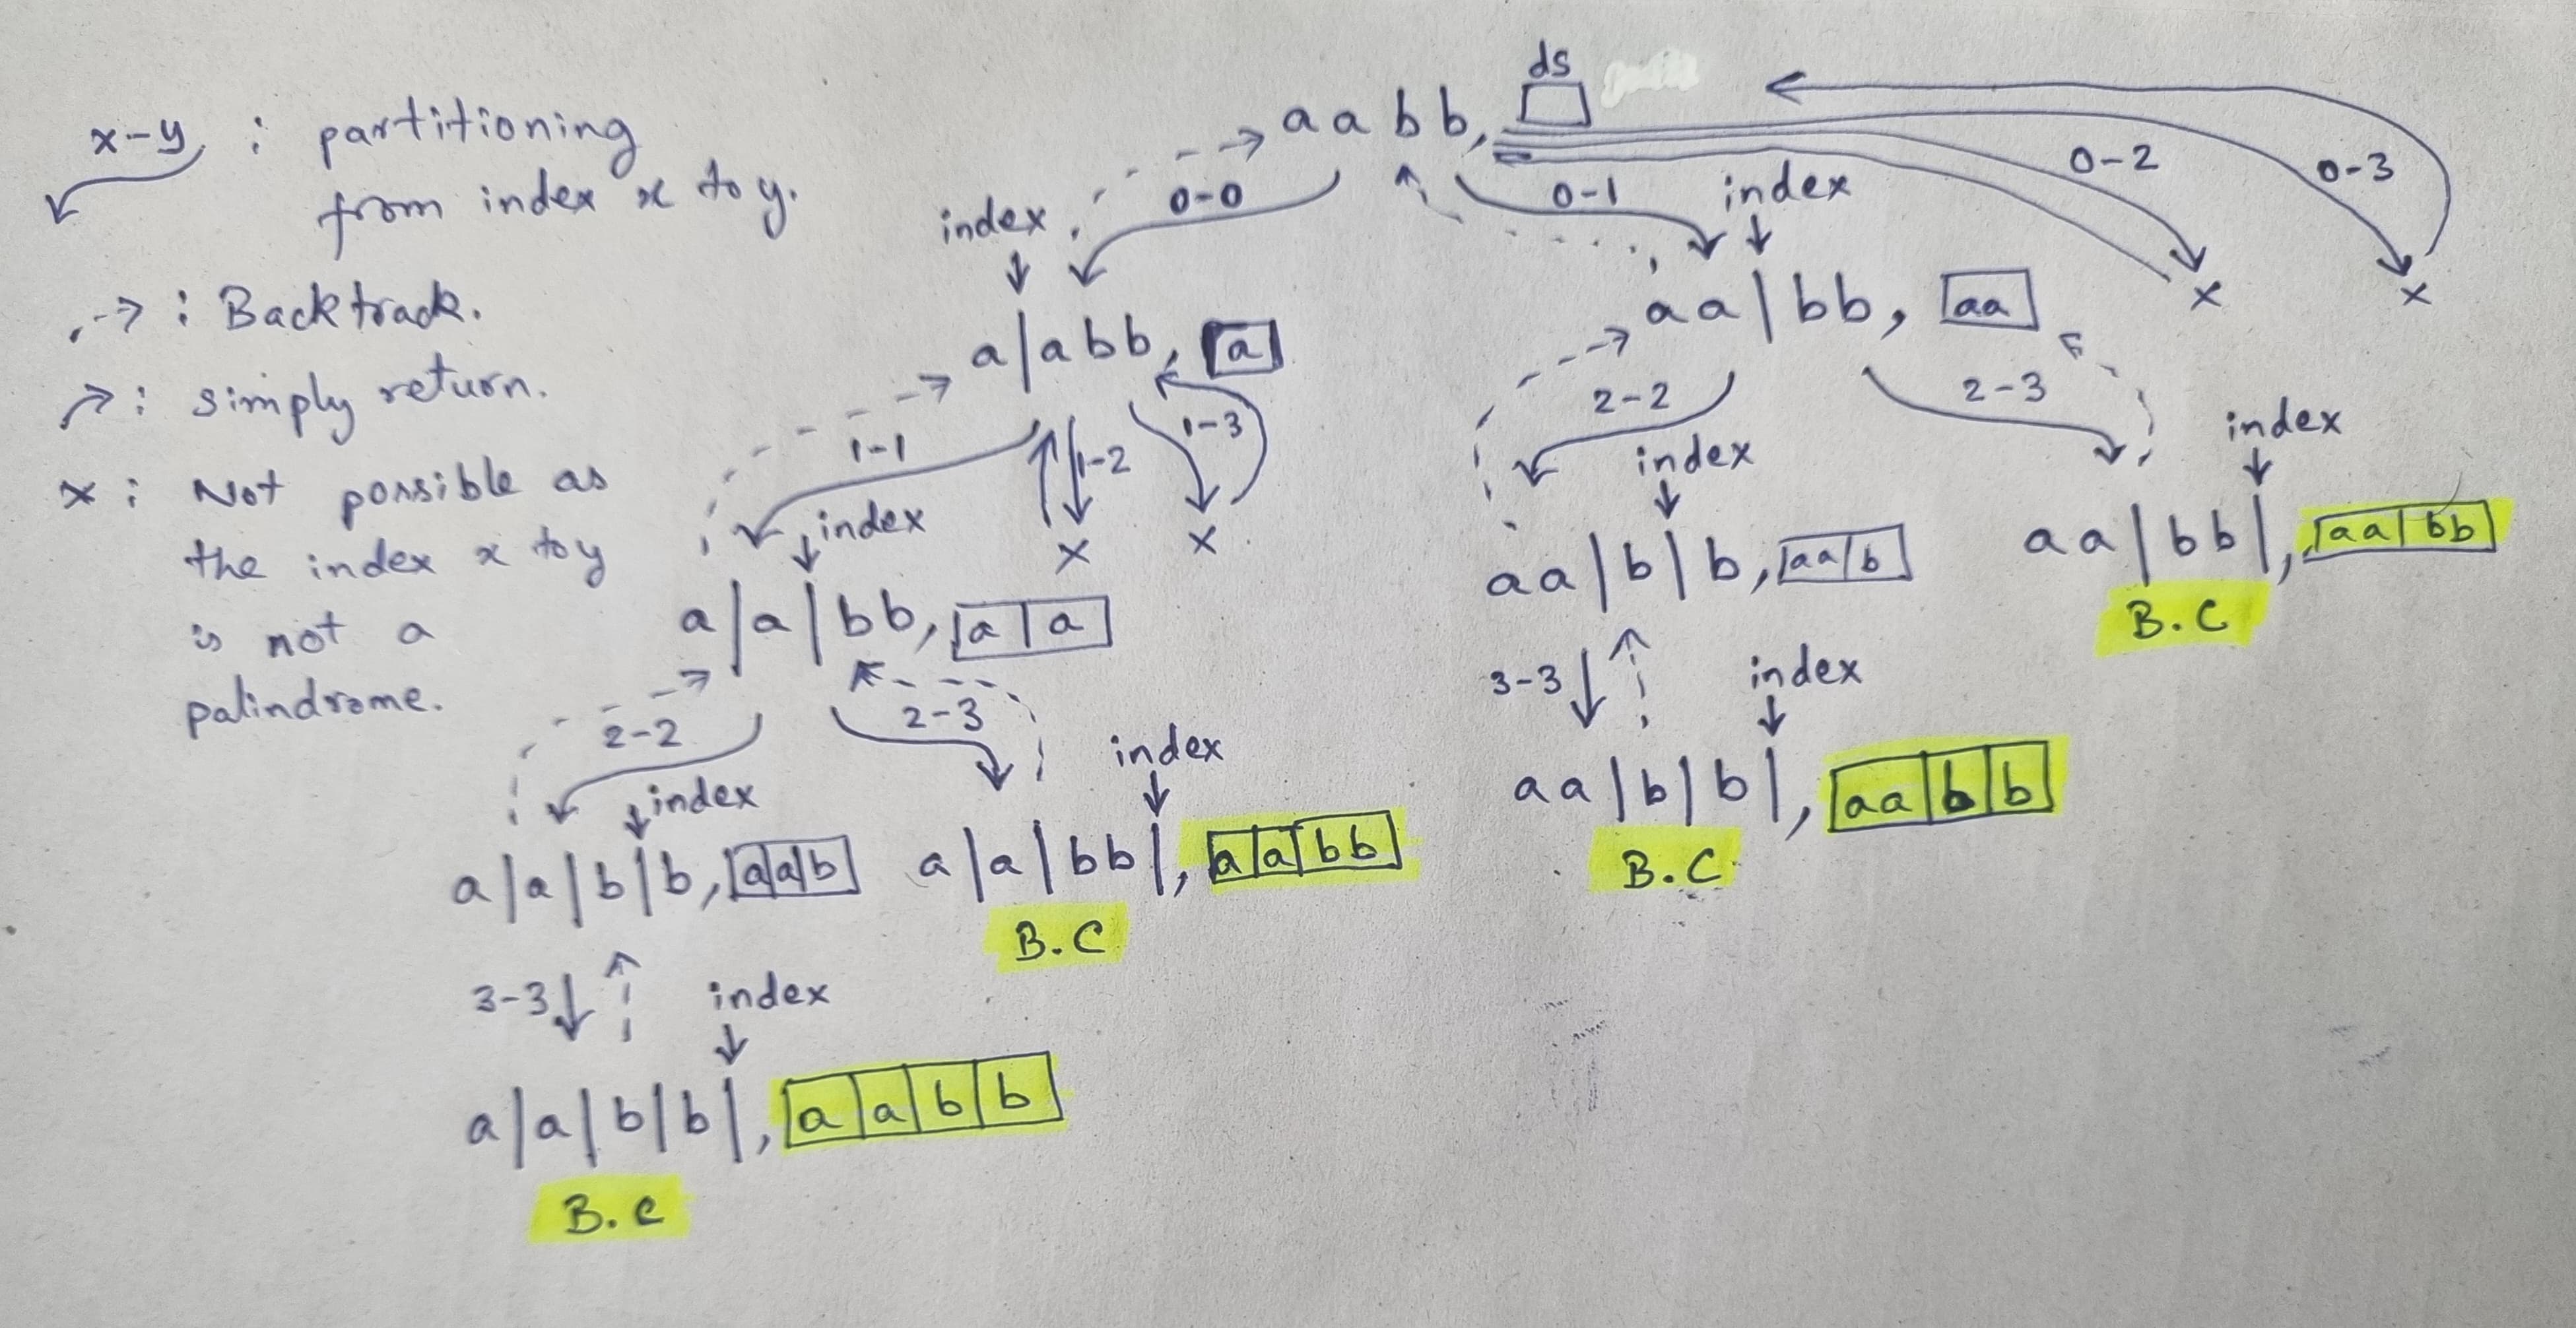 x-y : partitioning
from index x to y.
--> : Backtrack.
→ : simply return.
x : Not possible as
the index x to y
is not a
palindrome.
ds
aabb,
0-0
0-1
0-2
0-3
index
index
a|abb, a
aa|bb, aa
x
x
1-1
1-2
1-3
2-2
2-3
index
x
x
index
index
a|a|bb, a|a
aa|b|b, aa|b
aa|bb|, aa|bb
B.C
2-2
2-3
3-3
index
index
index
a|a|b|b, a|a|b
a|a|bb|, a|a|bb
aa|b|b|, aa|b|b
B.C
B.C
3-3
index
a|a|b|b|, a|a|b|b
B.C